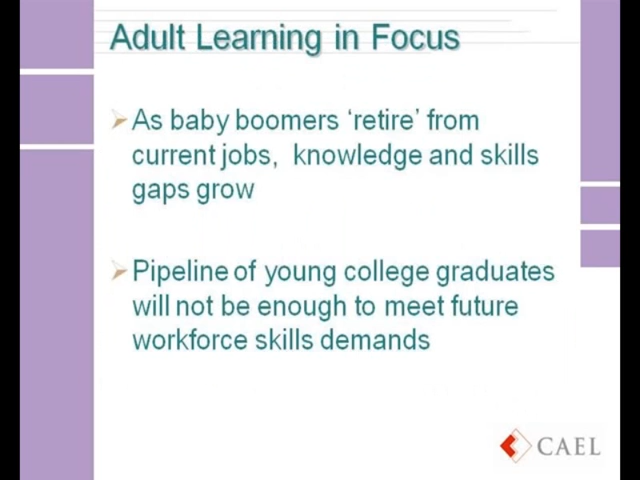 Adult Learning in Focus
As baby boomers ‘retire’ from
current jobs, knowledge and skills
gaps grow
Pipeline of young college graduates
will not be enough to meet future
workforce skills demands
CAEL